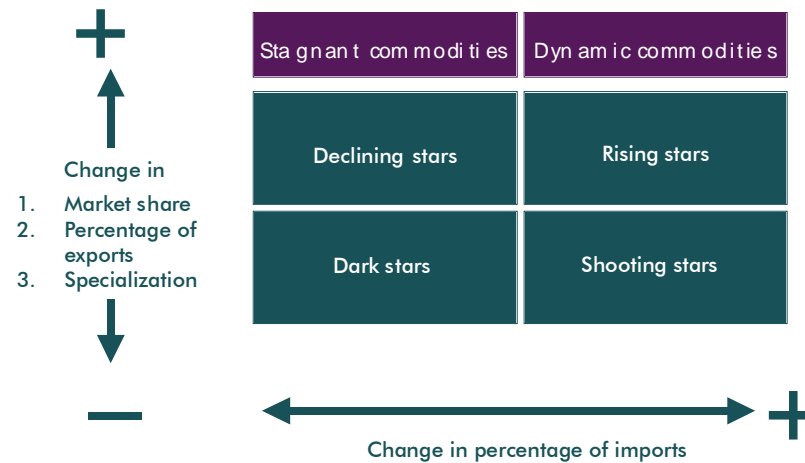 +
Stagnant commodities
Dynamic commodities
Declining stars
Rising stars
Change in
1. Market share
2. Percentage of
exports
3. Specialization
Dark stars
Shooting stars
—
+
Change in percentage of imports